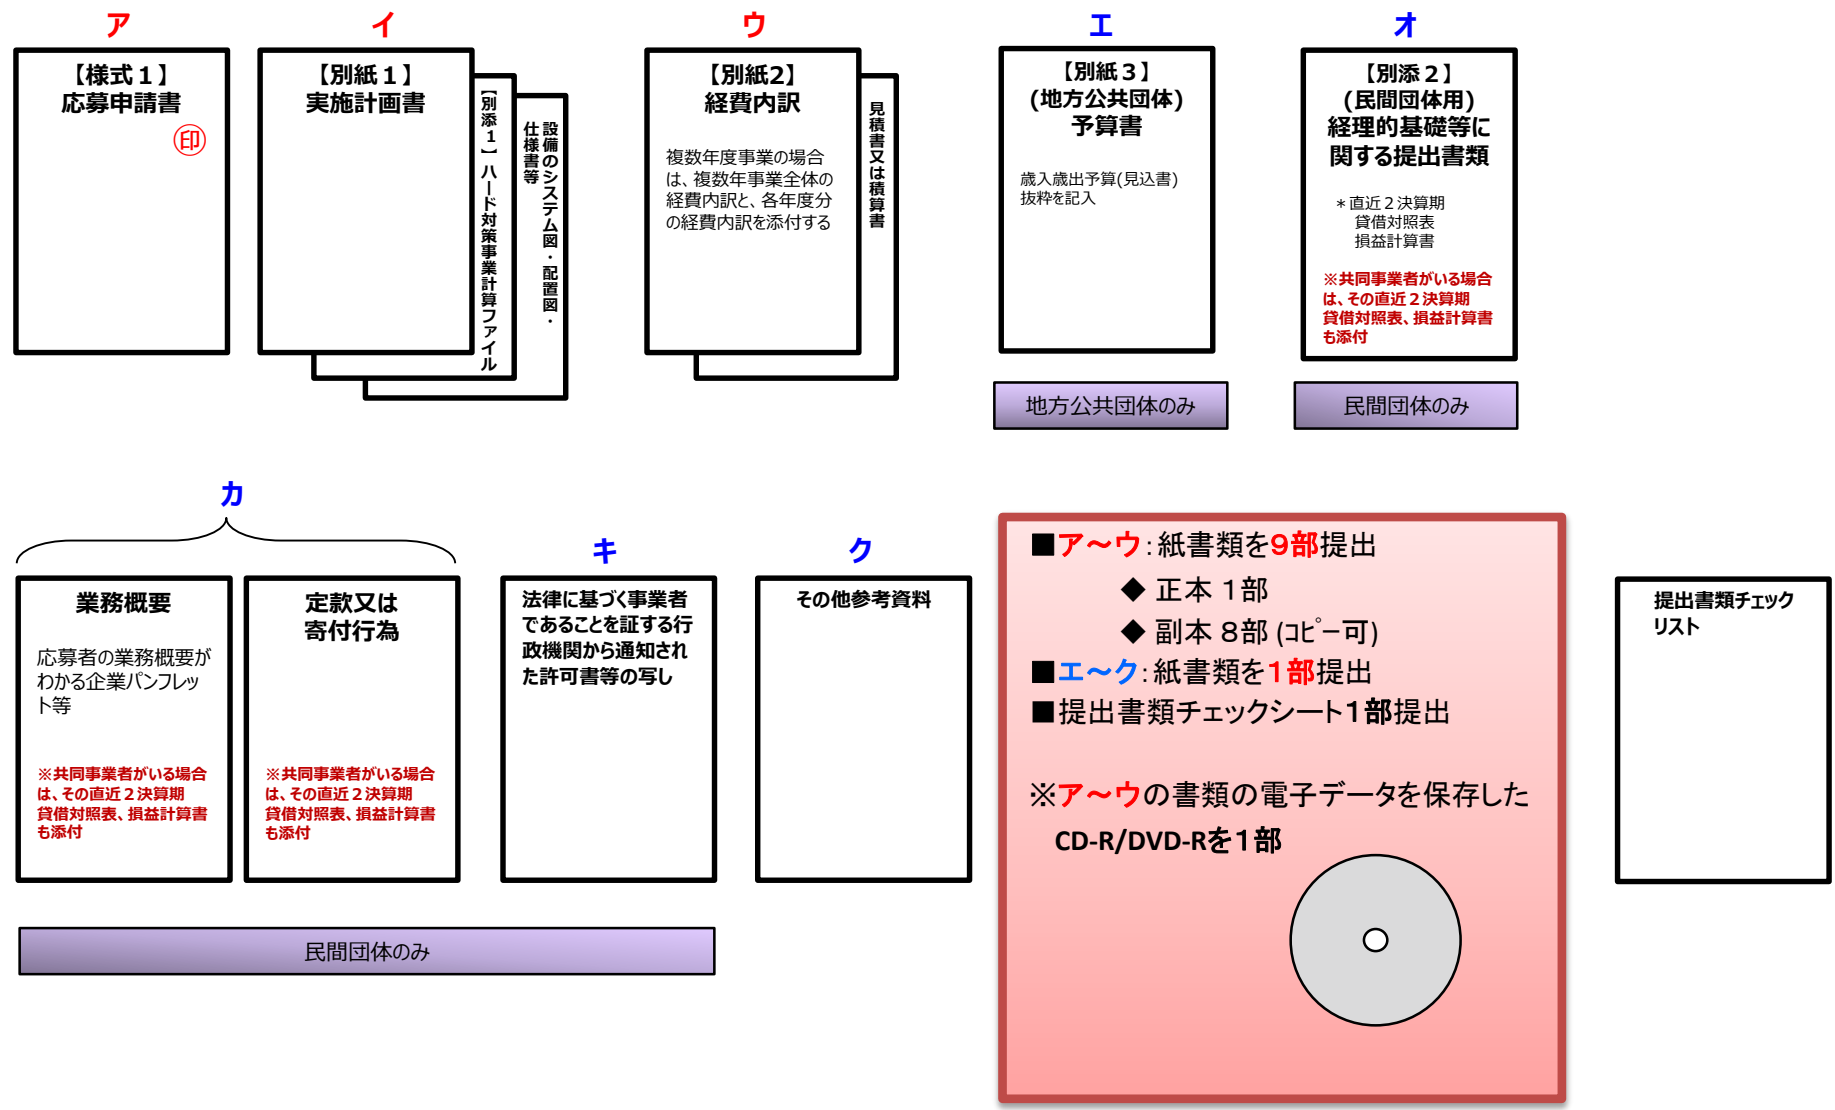 ア
【様式１】
応募申請書
印
イ
【別紙１】
実施計画書
【別添１】ハード対策事業計算ファイル
設備のシステム図・配置図・
仕様書等
ウ
【別紙2】
経費内訳
複数年度事業の場合
は、複数年事業全体の
経費内訳と、各年度分
の経費内訳を添付する
見積書又は積算書
エ
【別紙３】
(地方公共団体)
予算書
歳入歳出予算(見込書)
抜粋を記入
地方公共団体のみ
オ
【別添２】
(民間団体用)
経理的基礎等に
関する提出書類
＊直近２決算期
貸借対照表
損益計算書
※共同事業者がいる場合
は、その直近２決算期
貸借対照表、損益計算書
も添付
民間団体のみ
カ
業務概要
応募者の業務概要が
わかる企業パンフレッ
ト等
※共同事業者がいる場合
は、その直近２決算期
貸借対照表、損益計算書
も添付
定款又は
寄付行為
※共同事業者がいる場合
は、その直近２決算期
貸借対照表、損益計算書
も添付
キ
法律に基づく事業者
であることを証する行
政機関から通知され
た許可書等の写し
民間団体のみ
ク
その他参考資料
■ア～ウ：紙書類を9部提出
◆ 正本 １部
◆ 副本 ８部 (ｺﾋﾟｰ可)
■エ～ク：紙書類を１部提出
■提出書類チェックシート１部提出
※ア～ウの書類の電子データを保存した
CD-R/DVD-Rを１部
提出書類チェック
リスト